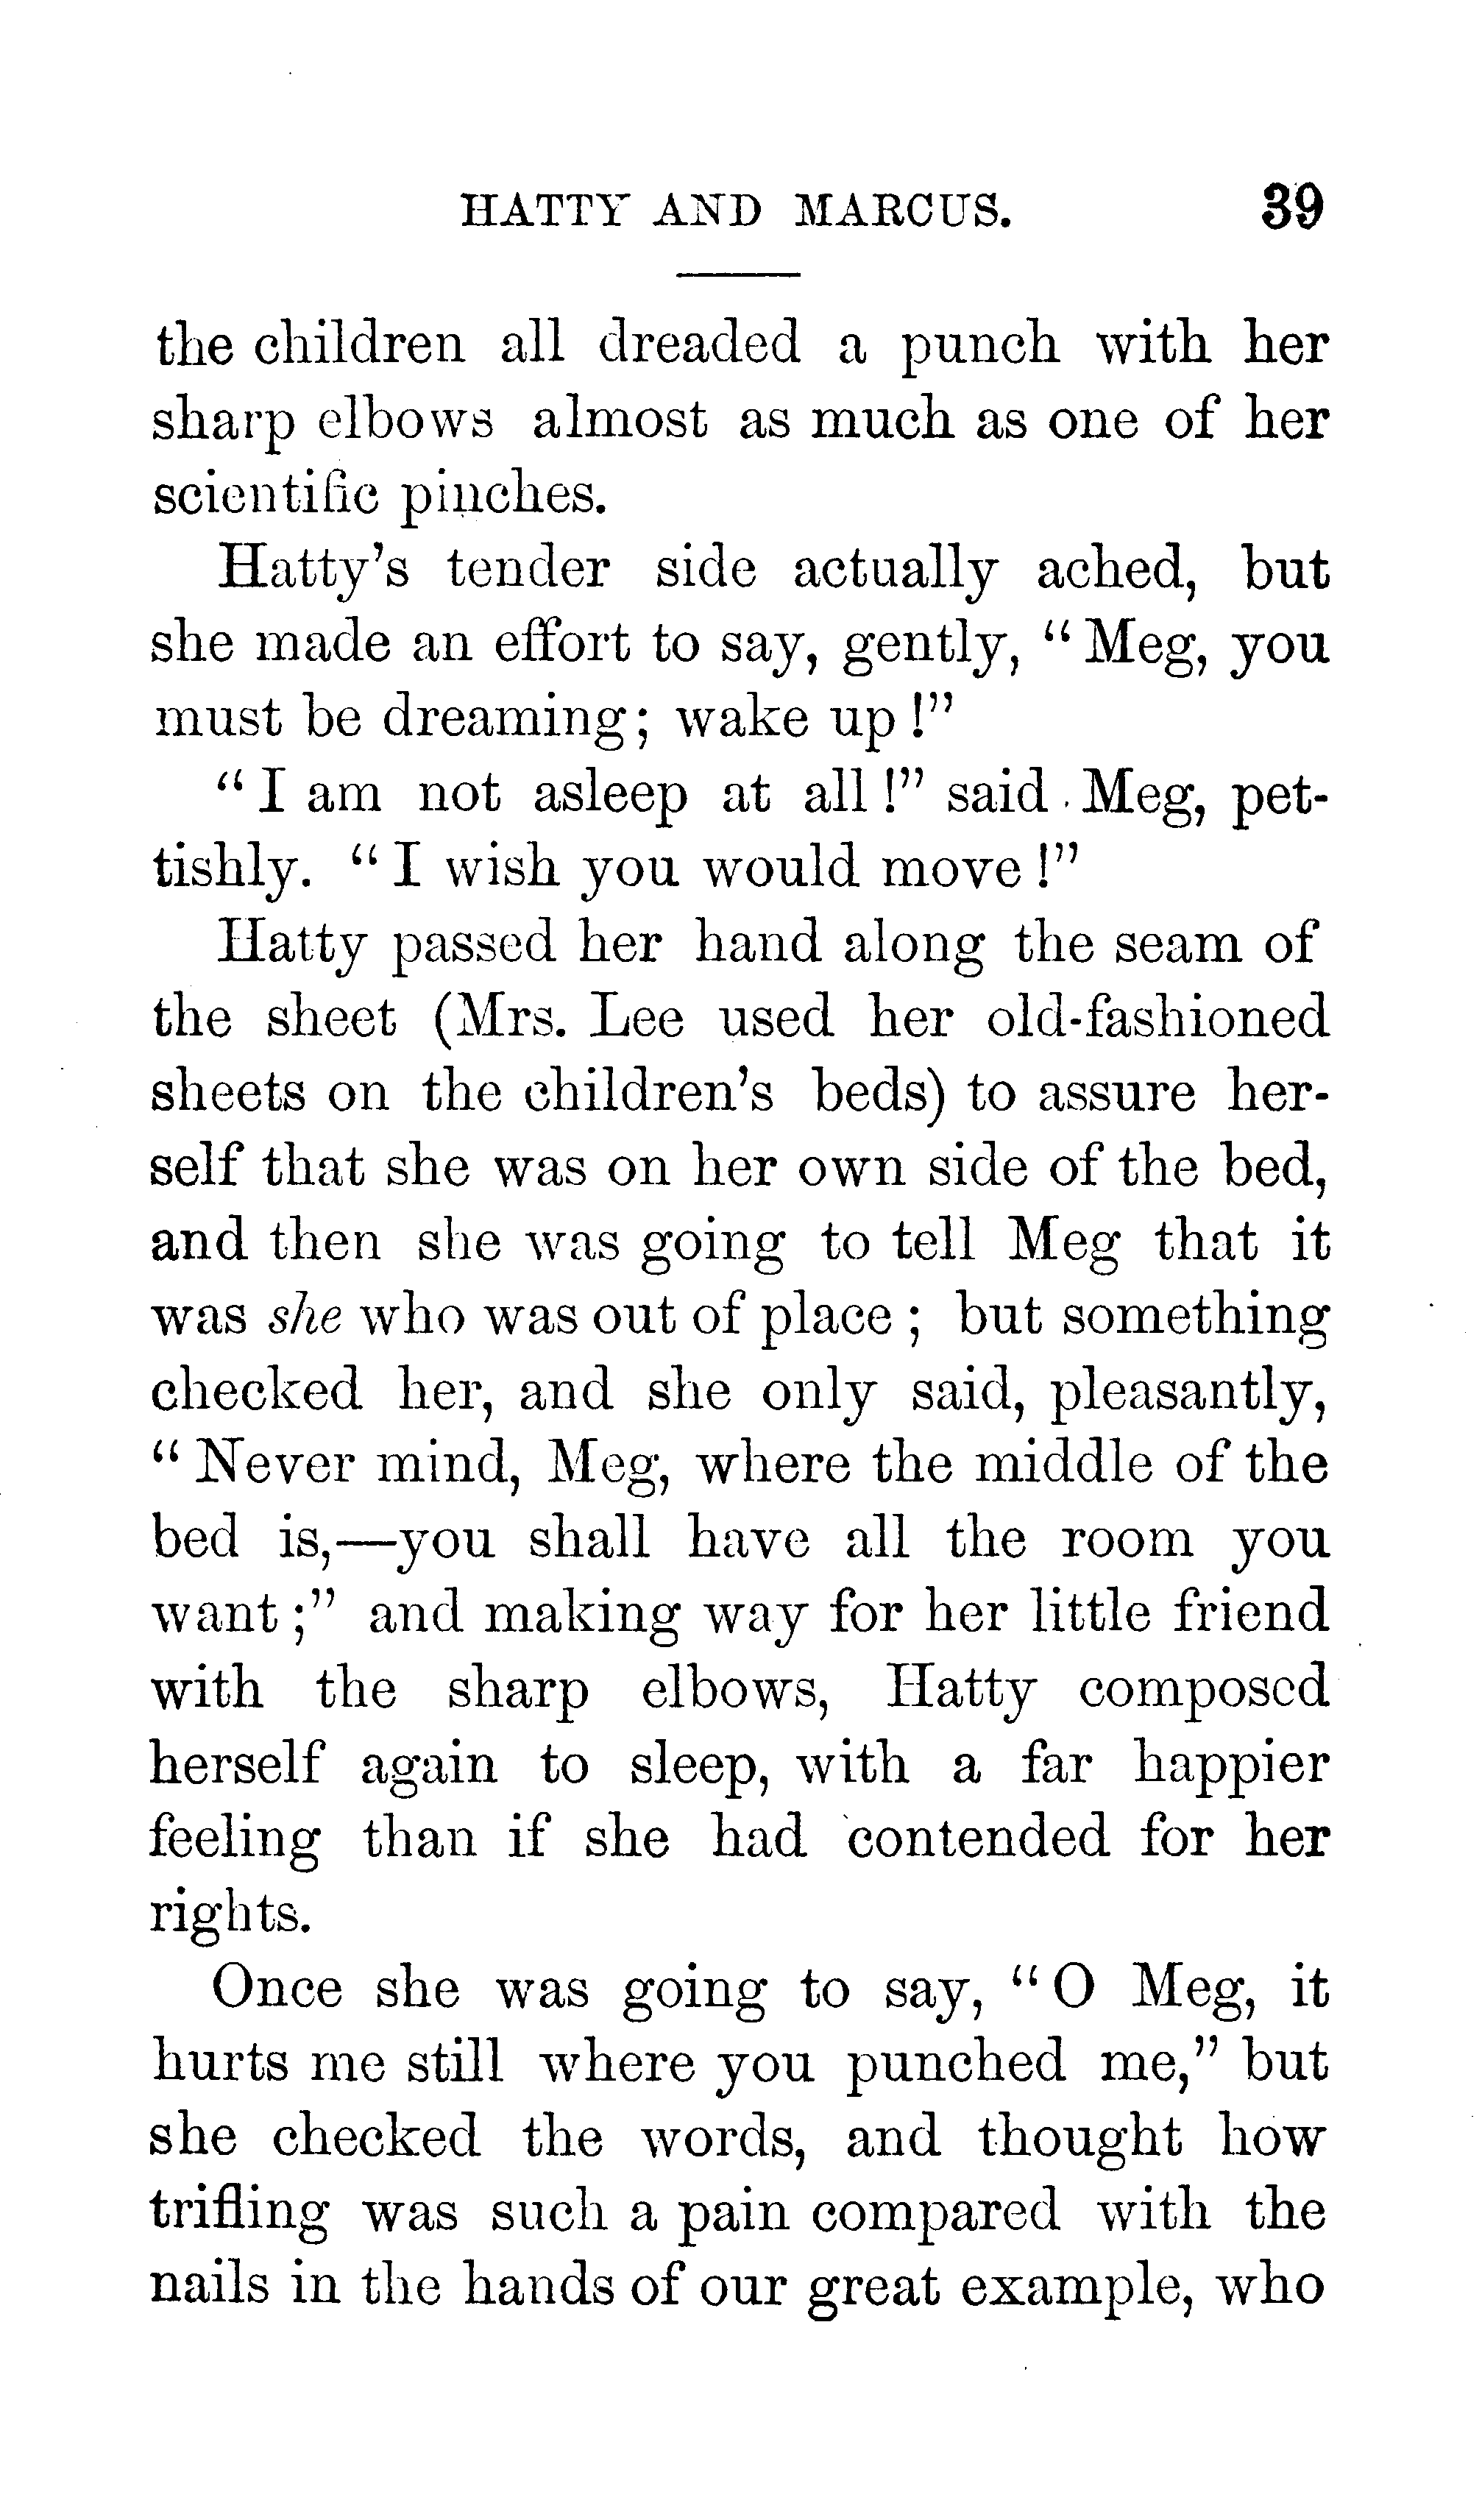 HATTY AND MARCUS. 39
the children all dreaded a punch with her
sharp elbows almost as much as one of her
scientific pinches.
Hatty's tender side actually ached, but
she made an effort to say, gently, "Meg, you
must be dreaming; wake up!"
"I am not asleep at all!" said Meg, pet-
tishly. "I wish you would move!"
Hatty passed her hand along the seam of
the sheet (Mrs. Lee used her old-fashioned
sheets on the children's beds) to assure her-
self that she was on her own side of the bed,
and then she was going to tell Meg that it
was she who was out of place; but something
checked her, and she only said, pleasantly,
"Never mind, Meg, where the middle of the
bed is,—you shall have all the room you
want;" and making way for her little friend
with the sharp elbows, Hatty composed
herself again to sleep, with a far happier
feeling than if she had contended for her
rights.
Once she was going to say, "O Meg, it
hurts me still where you punched me," but
she checked the words, and thought how
trifling was such a pain compared with the
nails in the hands of our great example, who